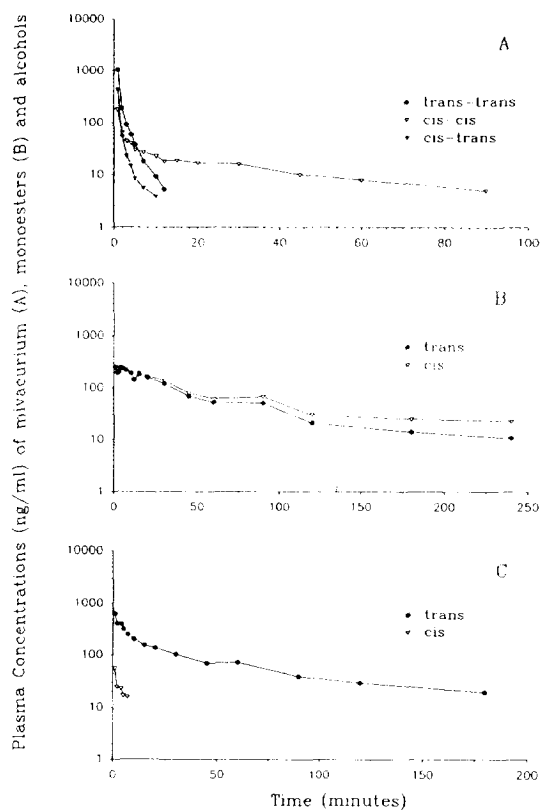 Plasma Concentrations (ng/ml) of mivacurium (A), monoesters (B) and alcohols
A
10000
1000
100
10
1
trans-trans
cis-cis
cis-trans
0 20 40 60 80 100
B
10000
1000
100
10
1
trans
cis
0 50 100 150 200 250
C
10000
1000
100
10
1
trans
cis
0 50 100 150 200
Time (minutes)